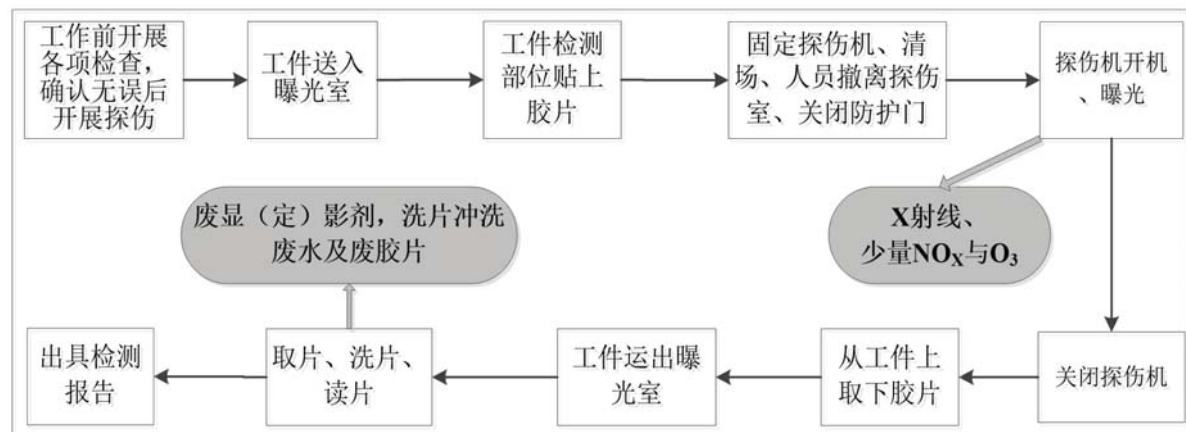 工作前开展
各项检查，
确认无误后
开展探伤
工件送入
曝光室
工件检测
部位贴上
胶片
固定探伤机、清
场、人员撤离探伤
室、关闭防护门
探伤机开机
、曝光
X射线、
少量NOX与O3
废显（定）影剂，洗片冲洗
废水及废胶片
关闭探伤机
从工件上
取下胶片
工件运出曝
光室
取片、洗片、
读片
出具检测
报告